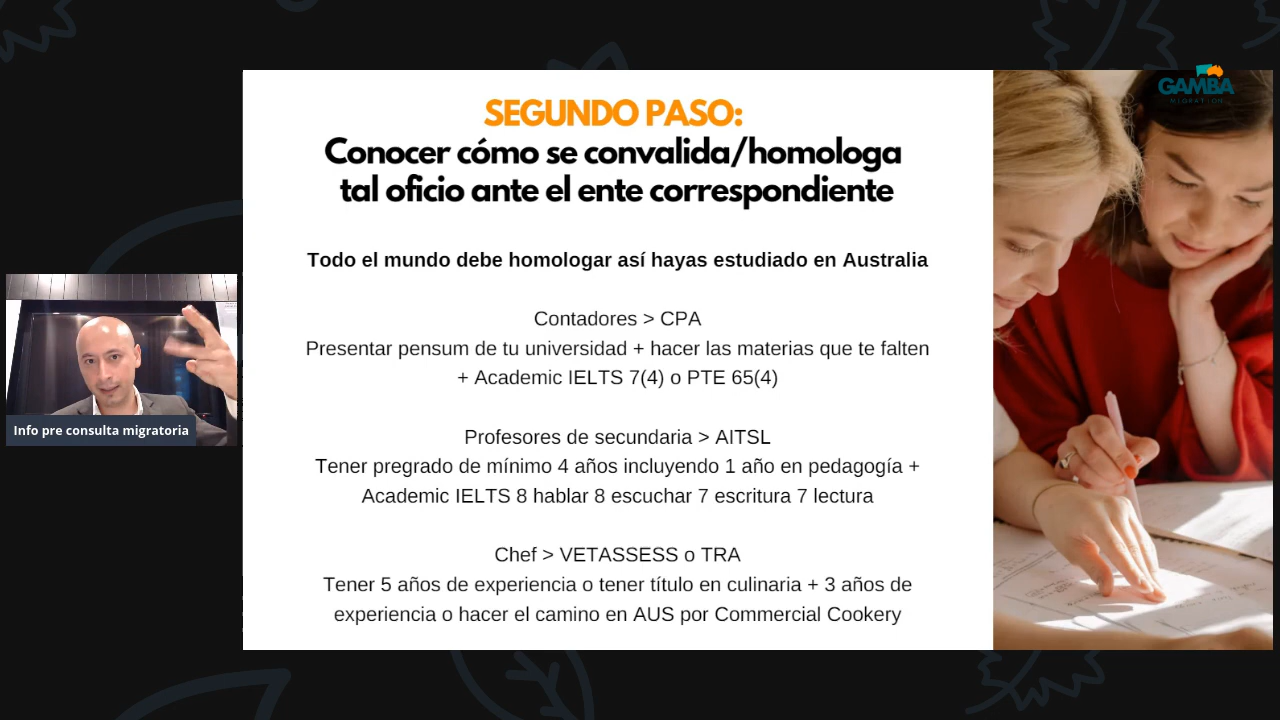 GAMBA
MIGRATION
SEGUNDO PASO:
Conocer cómo se convalida/homologa
tal oficio ante el ente correspondiente
Todo el mundo debe homologar así hayas estudiado en Australia
Contadores > CPA
Presentar pensum de tu universidad + hacer las materias que te falten
+ Academic IELTS 7(4) o PTE 65(4)
Profesores de secundaria > AITSL
Tener pregrado de mínimo 4 años incluyendo 1 año en pedagogía +
Academic IELTS 8 hablar 8 escuchar 7 escritura 7 lectura
Chef > VETASSESS o TRA
Tener 5 años de experiencia o tener título en culinaria + 3 años de
experiencia o hacer el camino en AUS por Commercial Cookery
Info pre consulta migratoria